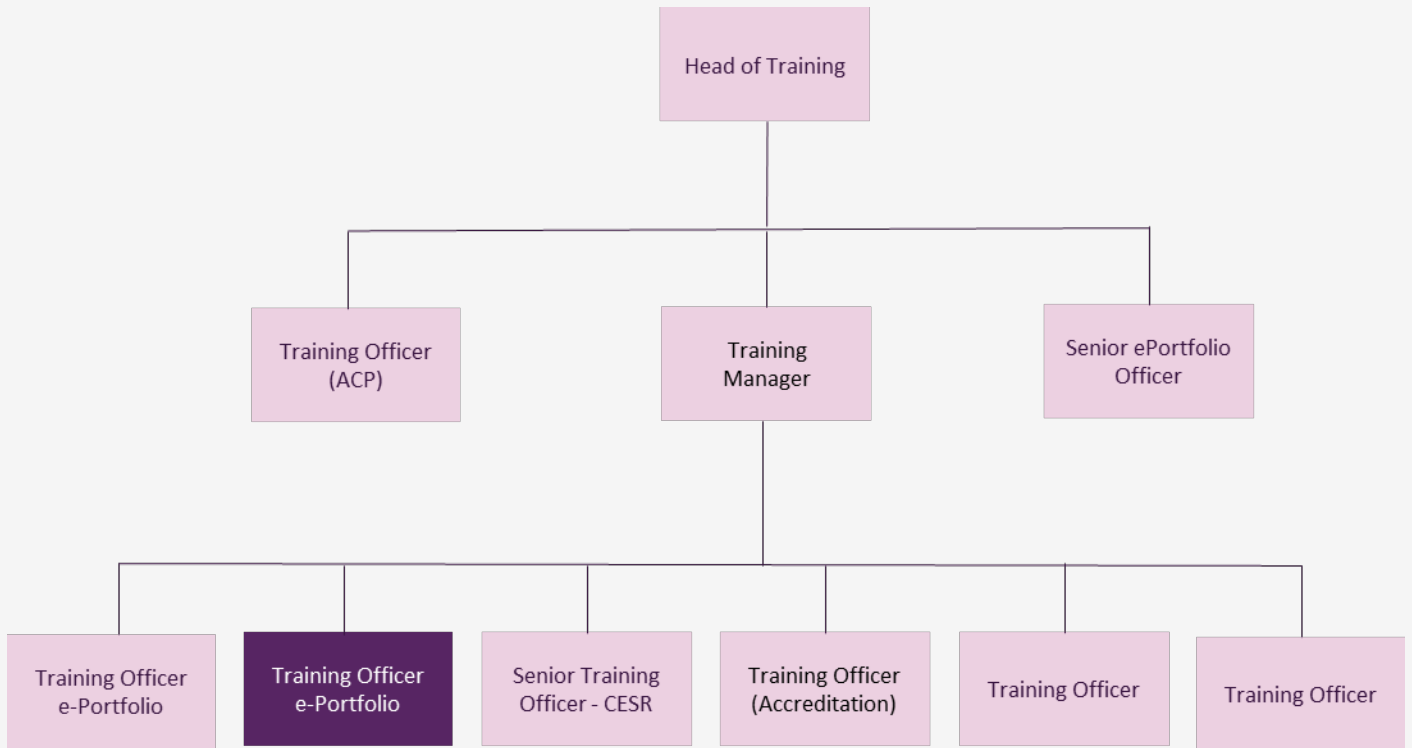 Head of Training
Training Officer
(ACP)
Training
Manager
Senior ePortfolio
Officer
Training Officer
e-Portfolio
Training Officer
e-Portfolio
Senior Training
Officer - CESR
Training Officer
(Accreditation)
Training Officer
Training Officer